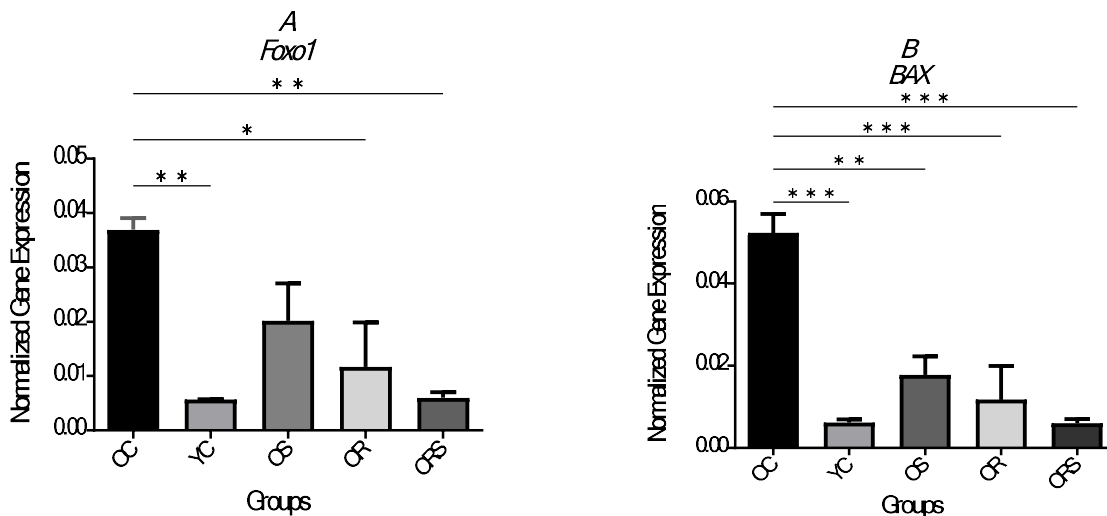 A
Foxo1
* *
*
* *
0.05
0.04
0.03
0.02
0.01
0.00
Normalized Gene Expression
OC
YC
OS
OR
ORS
Groups
B
BAX
* * *
* * *
* *
* * *
0.06
0.04
0.02
0.00
Normalized Gene Expression
OC
YC
OS
OR
ORS
Groups